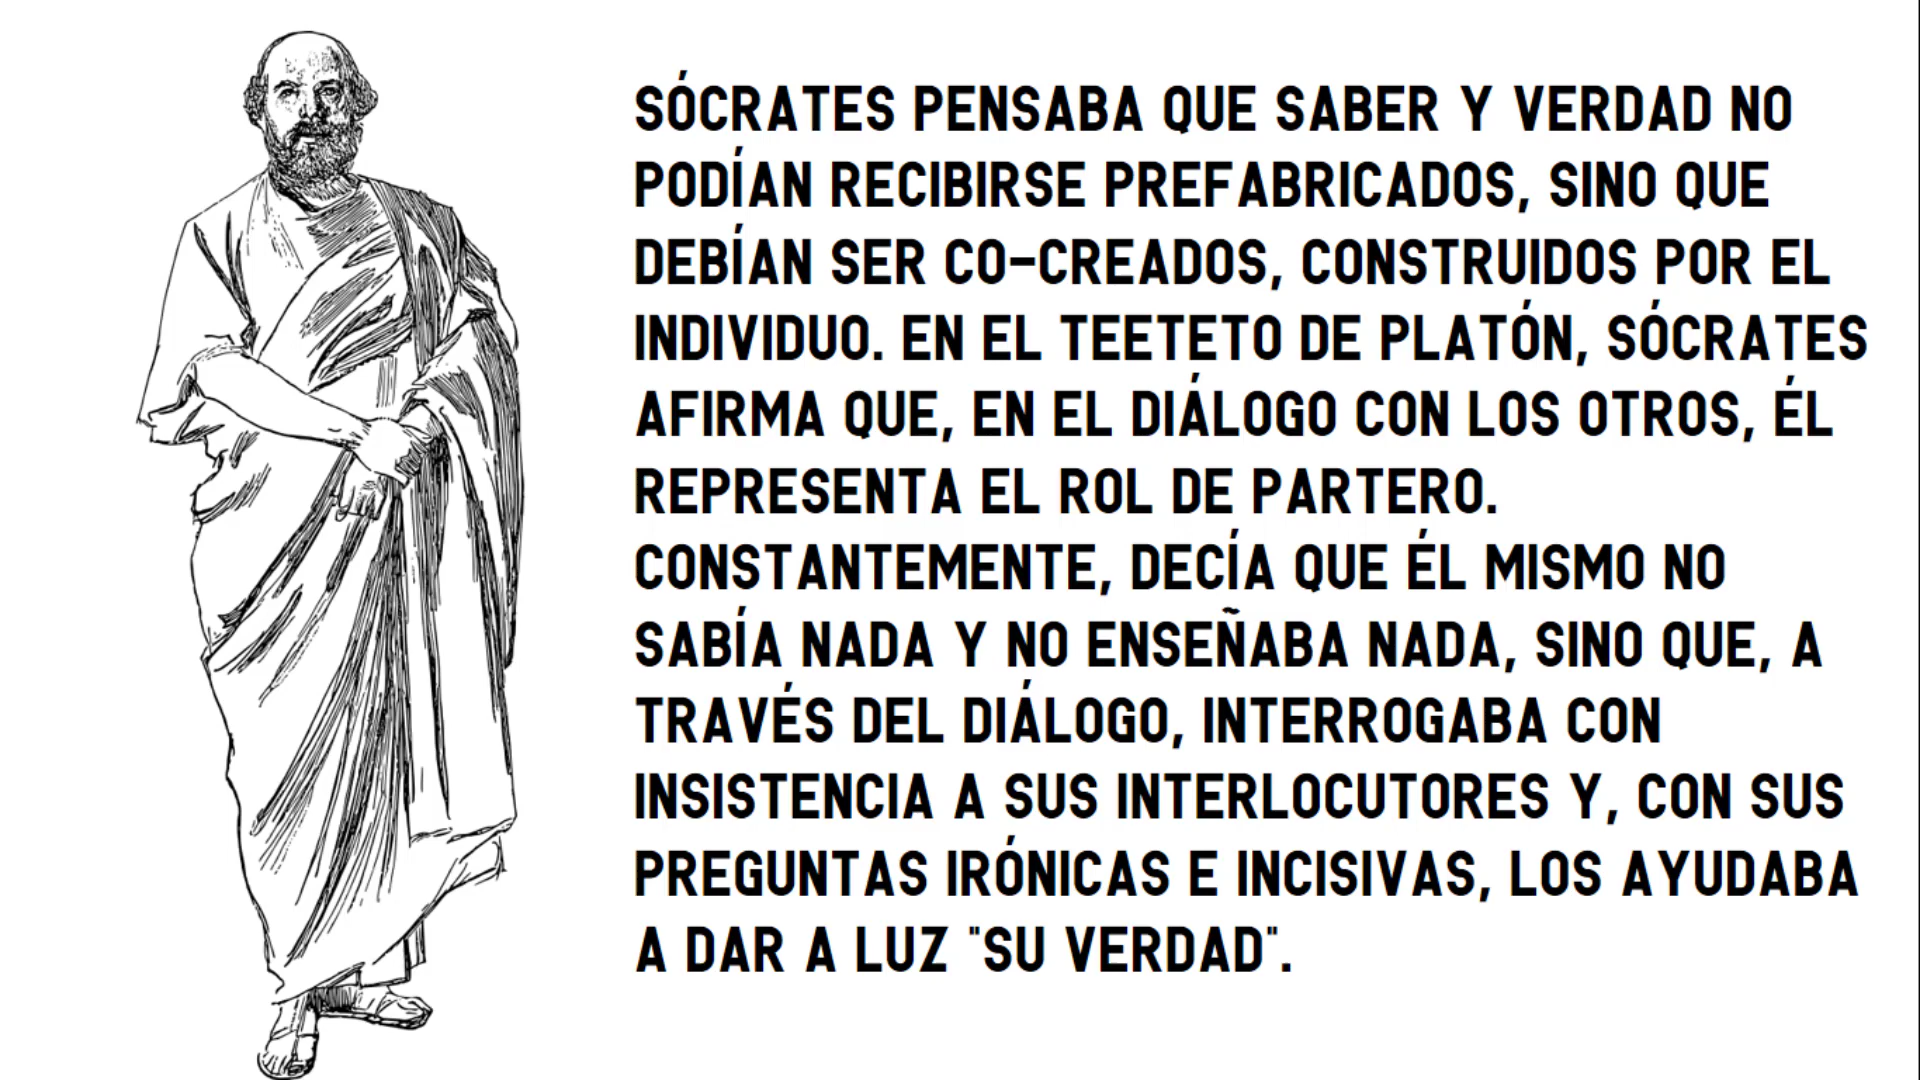 SÓCRATES PENSABA QUE SABER Y VERDAD NO
PODÍAN RECIBIRSE PREFABRICADOS, SINO QUE
DEBÍAN SER CO-CREADOS, CONSTRUIDOS POR EL
INDIVIDUO. EN EL TEETETO DE PLATÓN, SÓCRATES
AFIRMA QUE, EN EL DIÁLOGO CON LOS OTROS, ÉL
REPRESENTA EL ROL DE PARTERO.
CONSTANTEMENTE, DECÍA QUE ÉL MISMO NO
SABÍA NADA Y NO ENSEÑABA NADA, SINO QUE, A
TRAVÉS DEL DIÁLOGO, INTERROGABA CON
INSISTENCIA A SUS INTERLOCUTORES Y, CON SUS
PREGUNTAS IRÓNICAS E INCISIVAS, LOS AYUDABA
A DAR A LUZ "SU VERDAD".